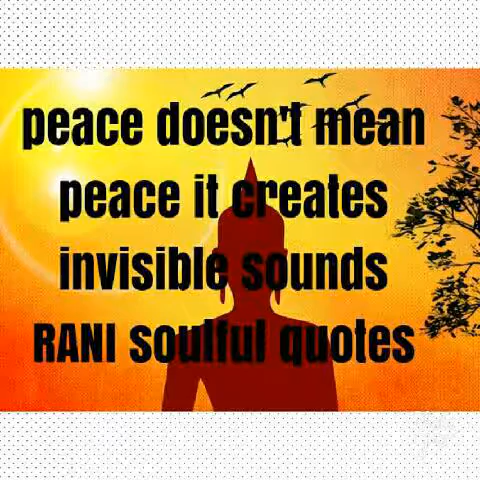 peace doesn't mean
peace it creates
invisible sounds
RANI soulful quotes